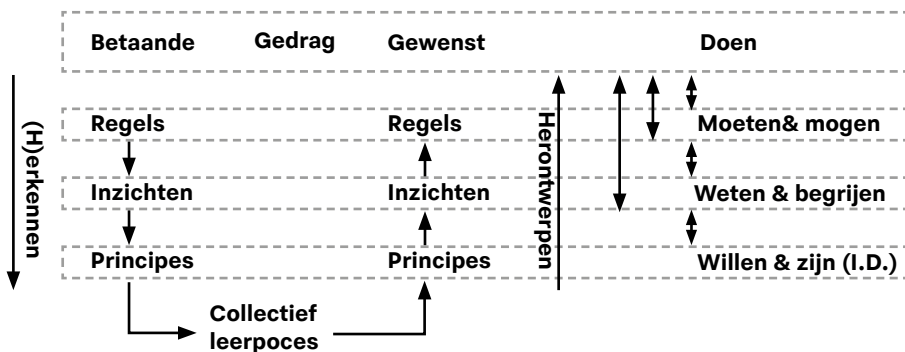 Betaande Gedrag Gewenst Doen
(H)erkennen
Regels Regels Herontwerpen Moeten& mogen
Inzichten Inzichten Weten & begrijen
Principes Principes Willen & zijn (I.D.)
Collectief
leerpoces